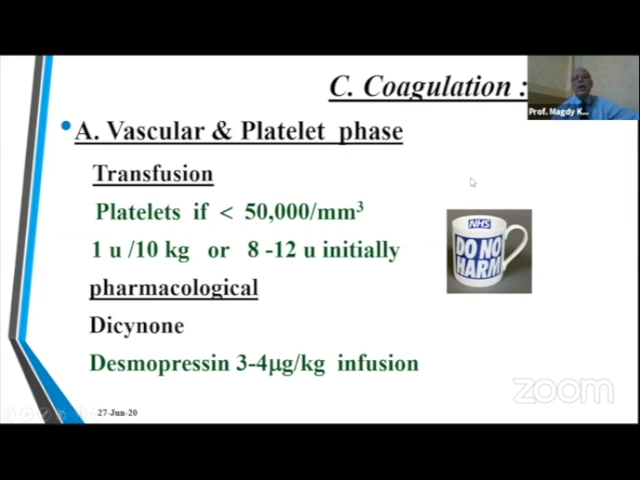 C. Coagulation :
Prof. Magdy K...
A. Vascular & Platelet phase
Transfusion
Platelets if < 50,000/mm³
1 u /10 kg or 8 -12 u initially
NHS
DO NO
HARM
pharmacological
Dicynone
Desmopressin 3-4µg/kg infusion
zoom
27-Jun-20